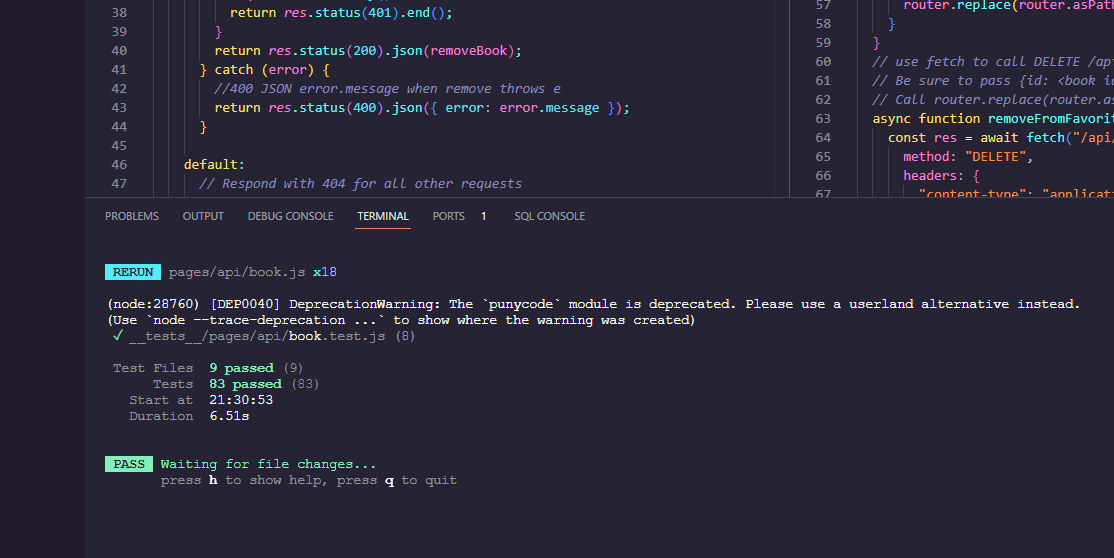 38 return res.status(401).end();
39 }
40 return res.status(200).json(removeBook);
41 } catch (error) {
42 //400 JSON error.message when remove throws e
43 return res.status(400).json({ error: error.message });
44 }
45
46 default:
47 // Respond with 404 for all other requests
57 router.replace(router.asPat
58 }
59 }
60 // use fetch to call DELETE /ap
61 // Be sure to pass {id: <book i
62 // Call router.replace(router.as
63 async function removeFromFavori
64 const res = await fetch("/api/
65 method: "DELETE",
66 headers: {
67 "content-type": "applicat
PROBLEMS OUTPUT DEBUG CONSOLE TERMINAL PORTS 1 SQL CONSOLE
RERUN pages/api/book.js x18
(node:28760) [DEP0040] DeprecationWarning: The `punycode` module is deprecated. Please use a userland alternative instead.
(Use `node --trace-deprecation ...` to show where the warning was created)
✓ __tests__/pages/api/book.test.js (8)
Test Files 9 passed (9)
Tests 83 passed (83)
Start at 21:30:53
Duration 6.51s
PASS Waiting for file changes...
press h to show help, press q to quit